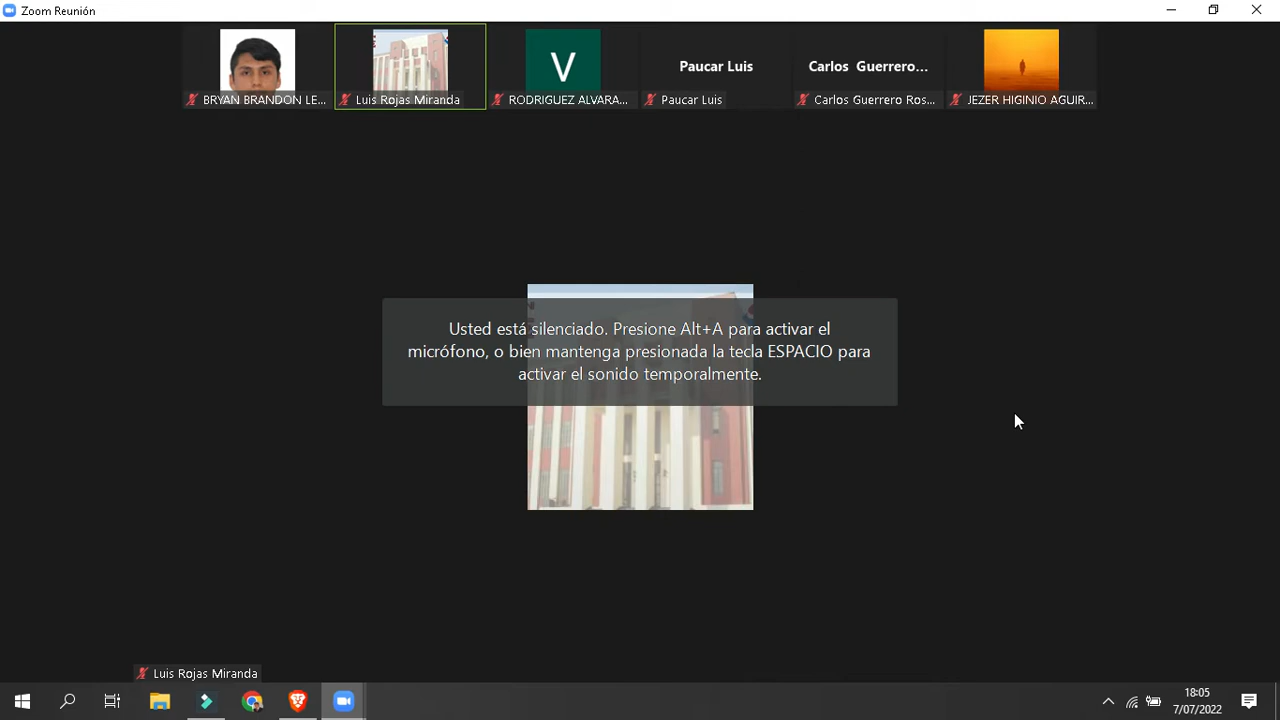 Zoom Reunión
V
Paucar Luis
Carlos Guerrero...
BRYAN BRANDON LE...
Luis Rojas Miranda
RODRIGUEZ ALVARA...
Paucar Luis
Carlos Guerrero Ros...
JEZER HIGINIO AGUIR...
Usted está silenciado. Presione Alt+A para activar el
micrófono, o bien mantenga presionada la tecla ESPACIO para
activar el sonido temporalmente.
Luis Rojas Miranda
18:05
7/07/2022